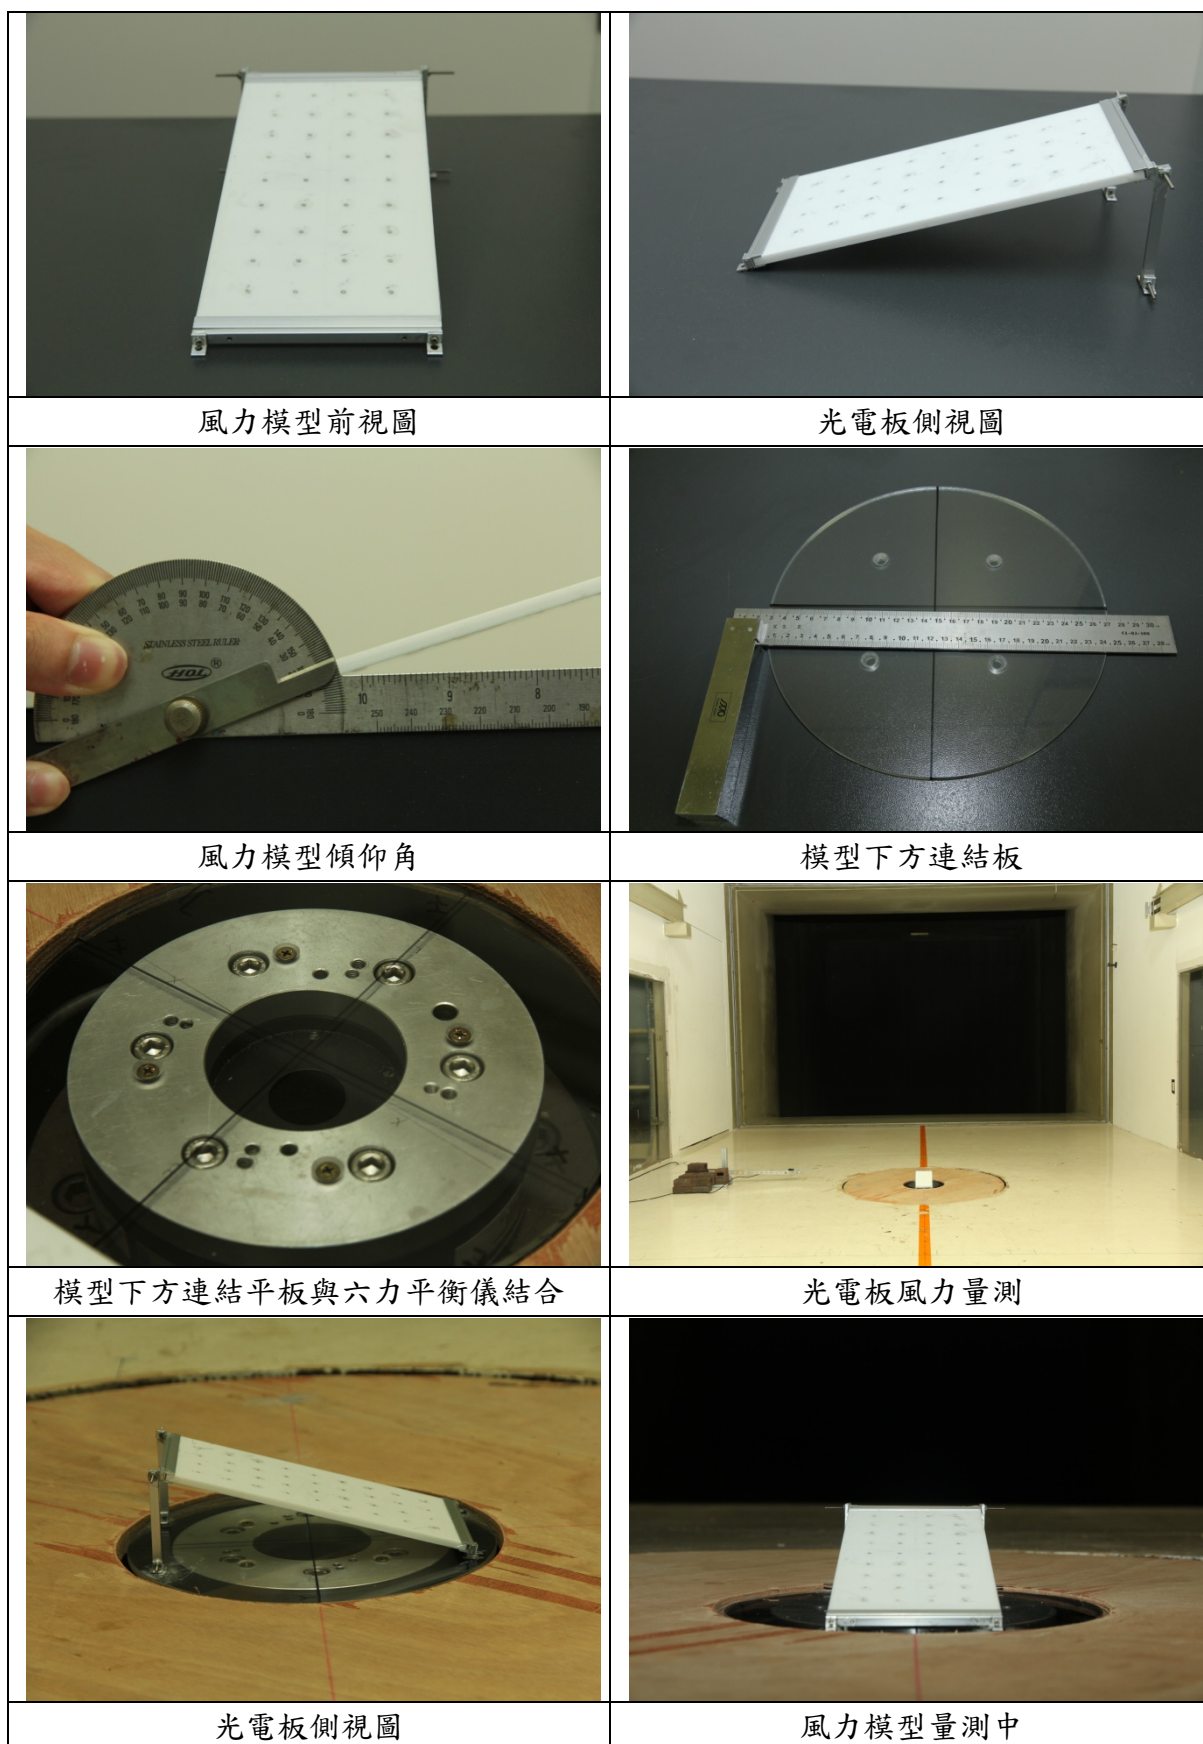 風力模型前視圖
光電板側視圖
STAINLESS STEEL RULER
風力模型傾仰角
模型下方連結板
模型下方連結平板與六力平衡儀結合
光電板風力量測
光電板側視圖
風力模型量測中